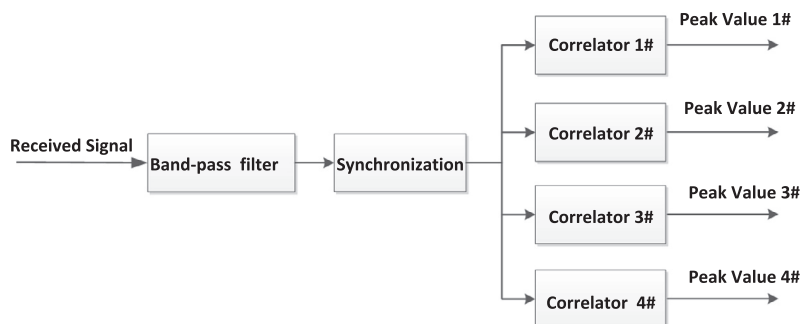 Peak Value 1#
Correlator 1#
Peak Value 2#
Correlator 2#
Received Signal
Band-pass filter
Synchronization
Peak Value 3#
Correlator 3#
Peak Value 4#
Correlator 4#